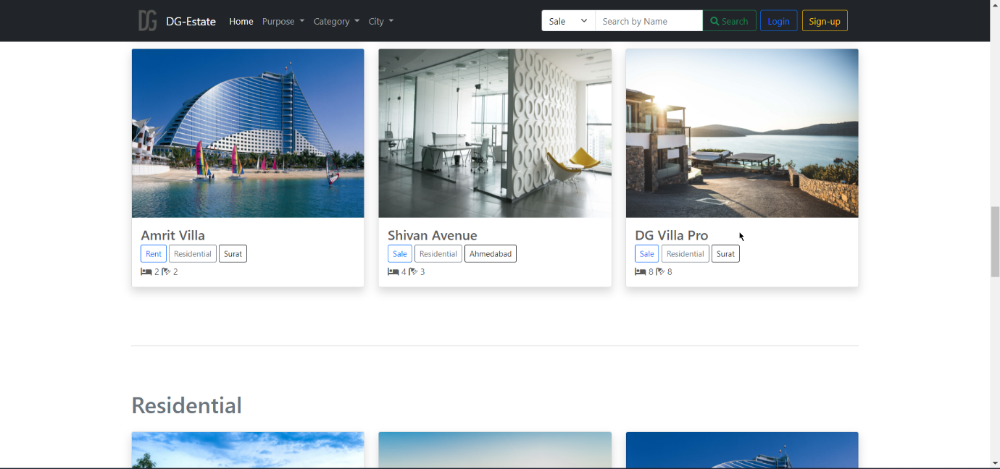 DG DG-Estate Home Purpose Category City Sale Search by Name Search Login Sign-up
Amrit Villa
Rent Residential Surat
2 2
Shivan Avenue
Sale Residential Ahmedabad
4 3
DG Villa Pro
Sale Residential Surat
8 8
Residential